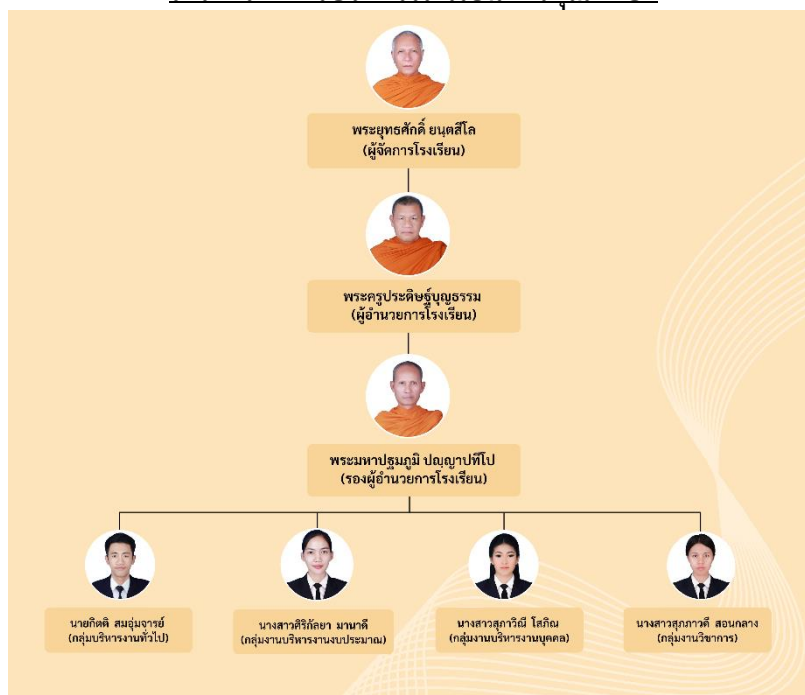 พระยุทธศักดิ์ ยนฺตสีโล
(ผู้จัดการโรงเรียน)
พระครูประดิษฐ์บุญธรรม
(ผู้อำนวยการโรงเรียน)
พระมหาปฐมภูมิ ปญฺญาปทีโป
(รองผู้อำนวยการโรงเรียน)
นายกิตติ สมอุ่มจารย์
(กลุ่มบริหารงานทั่วไป)
นางสาวศิริกัลยา มานาดี
(กลุ่มงานบริหารงานงบประมาณ)
นางสาวสุภาวิณี โสภิณ
(กลุ่มงานบริหารงานบุคคล)
นางสาวสุภภาวดี สอนกลาง
(กลุ่มงานวิชาการ)